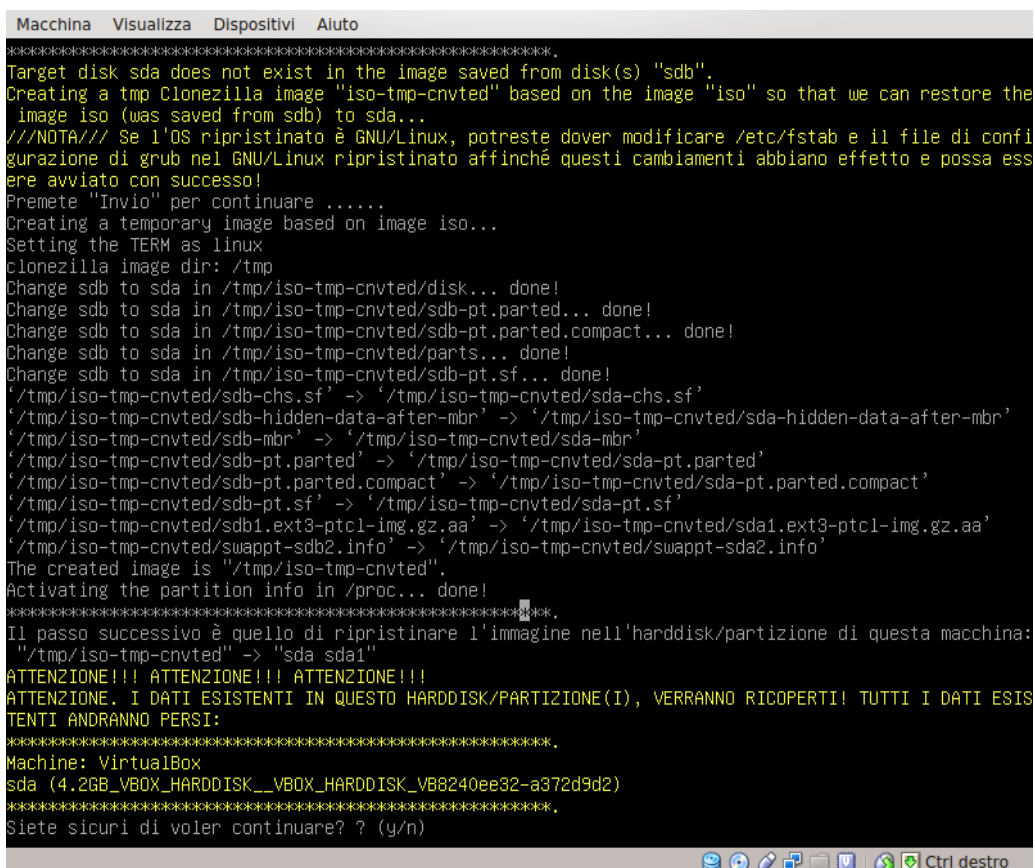 Macchina Visualizza Dispositivi Aiuto
*************************************************************.
Target disk sda does not exist in the image saved from disk(s) "sdb".
Creating a tmp Clonezilla image "iso-tmp-cnvted" based on the image "iso" so that we can restore the
 image iso (was saved from sdb) to sda...
///NOTA/// Se l'OS ripristinato è GNU/Linux, potreste dover modificare /etc/fstab e il file di confi
gurazione di grub nel GNU/Linux ripristinato affinché questi cambiamenti abbiano effetto e possa ess
ere avviato con successo!
Premete "Invio" per continuare ......
Creating a temporary image based on image iso...
Setting the TERM as linux
clonezilla image dir: /tmp
Change sdb to sda in /tmp/iso-tmp-cnvted/disk... done!
Change sdb to sda in /tmp/iso-tmp-cnvted/sdb-pt.parted... done!
Change sdb to sda in /tmp/iso-tmp-cnvted/sdb-pt.parted.compact... done!
Change sdb to sda in /tmp/iso-tmp-cnvted/parts... done!
Change sdb to sda in /tmp/iso-tmp-cnvted/sdb-pt.sf... done!
‘/tmp/iso-tmp-cnvted/sdb-chs.sf’ -> ‘/tmp/iso-tmp-cnvted/sda-chs.sf’
‘/tmp/iso-tmp-cnvted/sdb-hidden-data-after-mbr’ -> ‘/tmp/iso-tmp-cnvted/sda-hidden-data-after-mbr’
‘/tmp/iso-tmp-cnvted/sdb-mbr’ -> ‘/tmp/iso-tmp-cnvted/sda-mbr’
‘/tmp/iso-tmp-cnvted/sdb-pt.parted’ -> ‘/tmp/iso-tmp-cnvted/sda-pt.parted’
‘/tmp/iso-tmp-cnvted/sdb-pt.parted.compact’ -> ‘/tmp/iso-tmp-cnvted/sda-pt.parted.compact’
‘/tmp/iso-tmp-cnvted/sdb-pt.sf’ -> ‘/tmp/iso-tmp-cnvted/sda-pt.sf’
‘/tmp/iso-tmp-cnvted/sdb1.ext3-ptcl-img.gz.aa’ -> ‘/tmp/iso-tmp-cnvted/sda1.ext3-ptcl-img.gz.aa’
‘/tmp/iso-tmp-cnvted/swappt-sdb2.info’ -> ‘/tmp/iso-tmp-cnvted/swappt-sda2.info’
The created image is "/tmp/iso-tmp-cnvted".
Activating the partition info in /proc... done!
*************************************************************.
Il passo successivo è quello di ripristinare l'immagine nell'harddisk/partizione di questa macchina:
 "/tmp/iso-tmp-cnvted" -> "sda sda1"
ATTENZIONE!!! ATTENZIONE!!! ATTENZIONE!!!
ATTENZIONE. I DATI ESISTENTI IN QUESTO HARDDISK/PARTIZIONE(I), VERRANNO RICOPERTI! TUTTI I DATI ESIS
TENTI ANDRANNO PERSI:
*************************************************************.
Machine: VirtualBox
sda (4.2GB_VBOX_HARDDISK__VBOX_HARDDISK_VB8240ee32-a372d9d2)
*************************************************************.
Siete sicuri di voler continuare? ? (y/n)
Ctrl destro